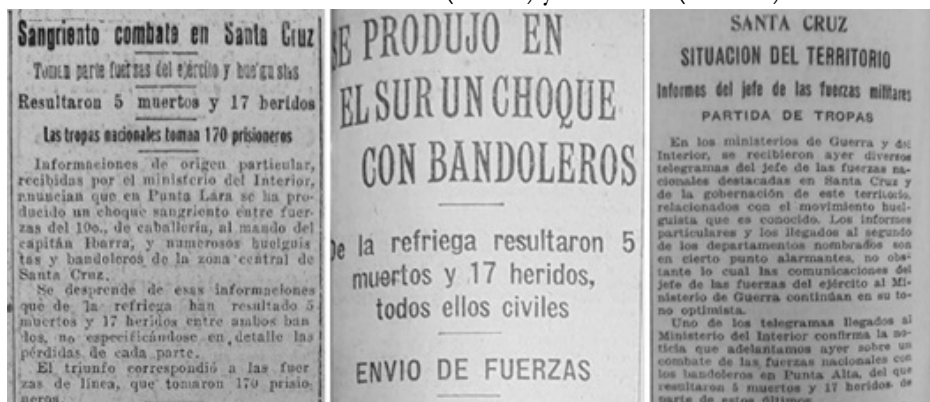 Sangriento combate en Santa Cruz
Toman parte fuerzas del ejército y huelguistas
Resultaron 5 muertos y 17 heridos
Las tropas nacionales toman 170 prisioneros
Informaciones de origen particular,
recibidas por el ministerio del Interior,
anuncian que en Punta Lara se ha pro-
ducido un choque sangriento entre fuer-
zas del 10o., de caballería, al mando del
capitán Ibarra, y numerosos huelguis
tas y bandoleros de la zona central de
Santa Cruz.
Se desprende de esas informaciones
que de la refriega han resultado 5
muertos y 17 heridos entre ambos ban
dos, no especificándose en detalle las
pérdidas de cada parte.
El triunfo correspondió a las fuer
zas de línea, que tomaron 170 prisio
neros.
SE PRODUJO EN
EL SUR UN CHOQUE
CON BANDOLEROS
De la refriega resultaron 5
muertos y 17 heridos,
todos ellos civiles
ENVIO DE FUERZAS
SANTA CRUZ
SITUACION DEL TERRITORIO
Informes del jefe de las fuerzas militares
PARTIDA DE TROPAS
En los ministerios de Guerra y del
Interior, se recibieron ayer diversos
telegramas del jefe de las fuerzas na-
cionales destacadas en Santa Cruz y
de la gobernación de este territorio,
relacionados con el movimiento huel-
guista que es conocido. Los informes
particulares y los llegados al segundo
de los departamentos nombrados son
en cierto punto alarmantes, no obs-
tante lo cual las comunicaciones del
jefe de las fuerzas del ejército al Mi-
nisterio de Guerra continúan en su to-
no optimista.
Uno de los telegramas llegados al
Ministerio del Interior confirma la no-
ticia que adelantamos ayer sobre un
combate de las fuerzas nacionales con
los bandoleros en Punta Alta, del que
resultaron 5 muertos y 17 heridos de
parte de estos últimos.